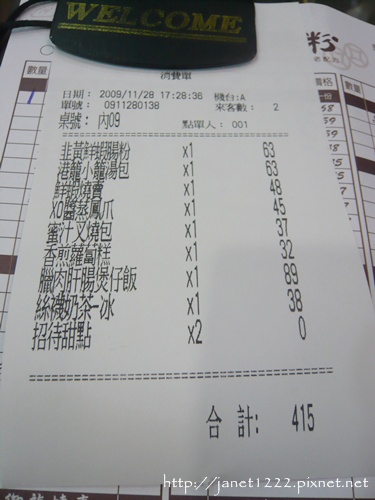 WELCOME
粉
數量
價格
消費單
日期: 2009/11/28 17:28:36 機台:A
單號: 0911280138 來客數: 2
桌號: 內09 點單人: 001
韭黃鮮蝦腸粉 x1 63
港龍小籠湯包 x1 63
鮮蝦燒賣 x1 48
xo醬蒸鳳爪 x1 45
蜜汁叉燒包 x1 37
香煎蘿蔔糕 x1 32
臘肉肝腸煲仔飯 x1 89
絲襪奶茶-冰 x1 38
招待甜點 x2 0
合 計: 415
http://janet1222.pixnet.net